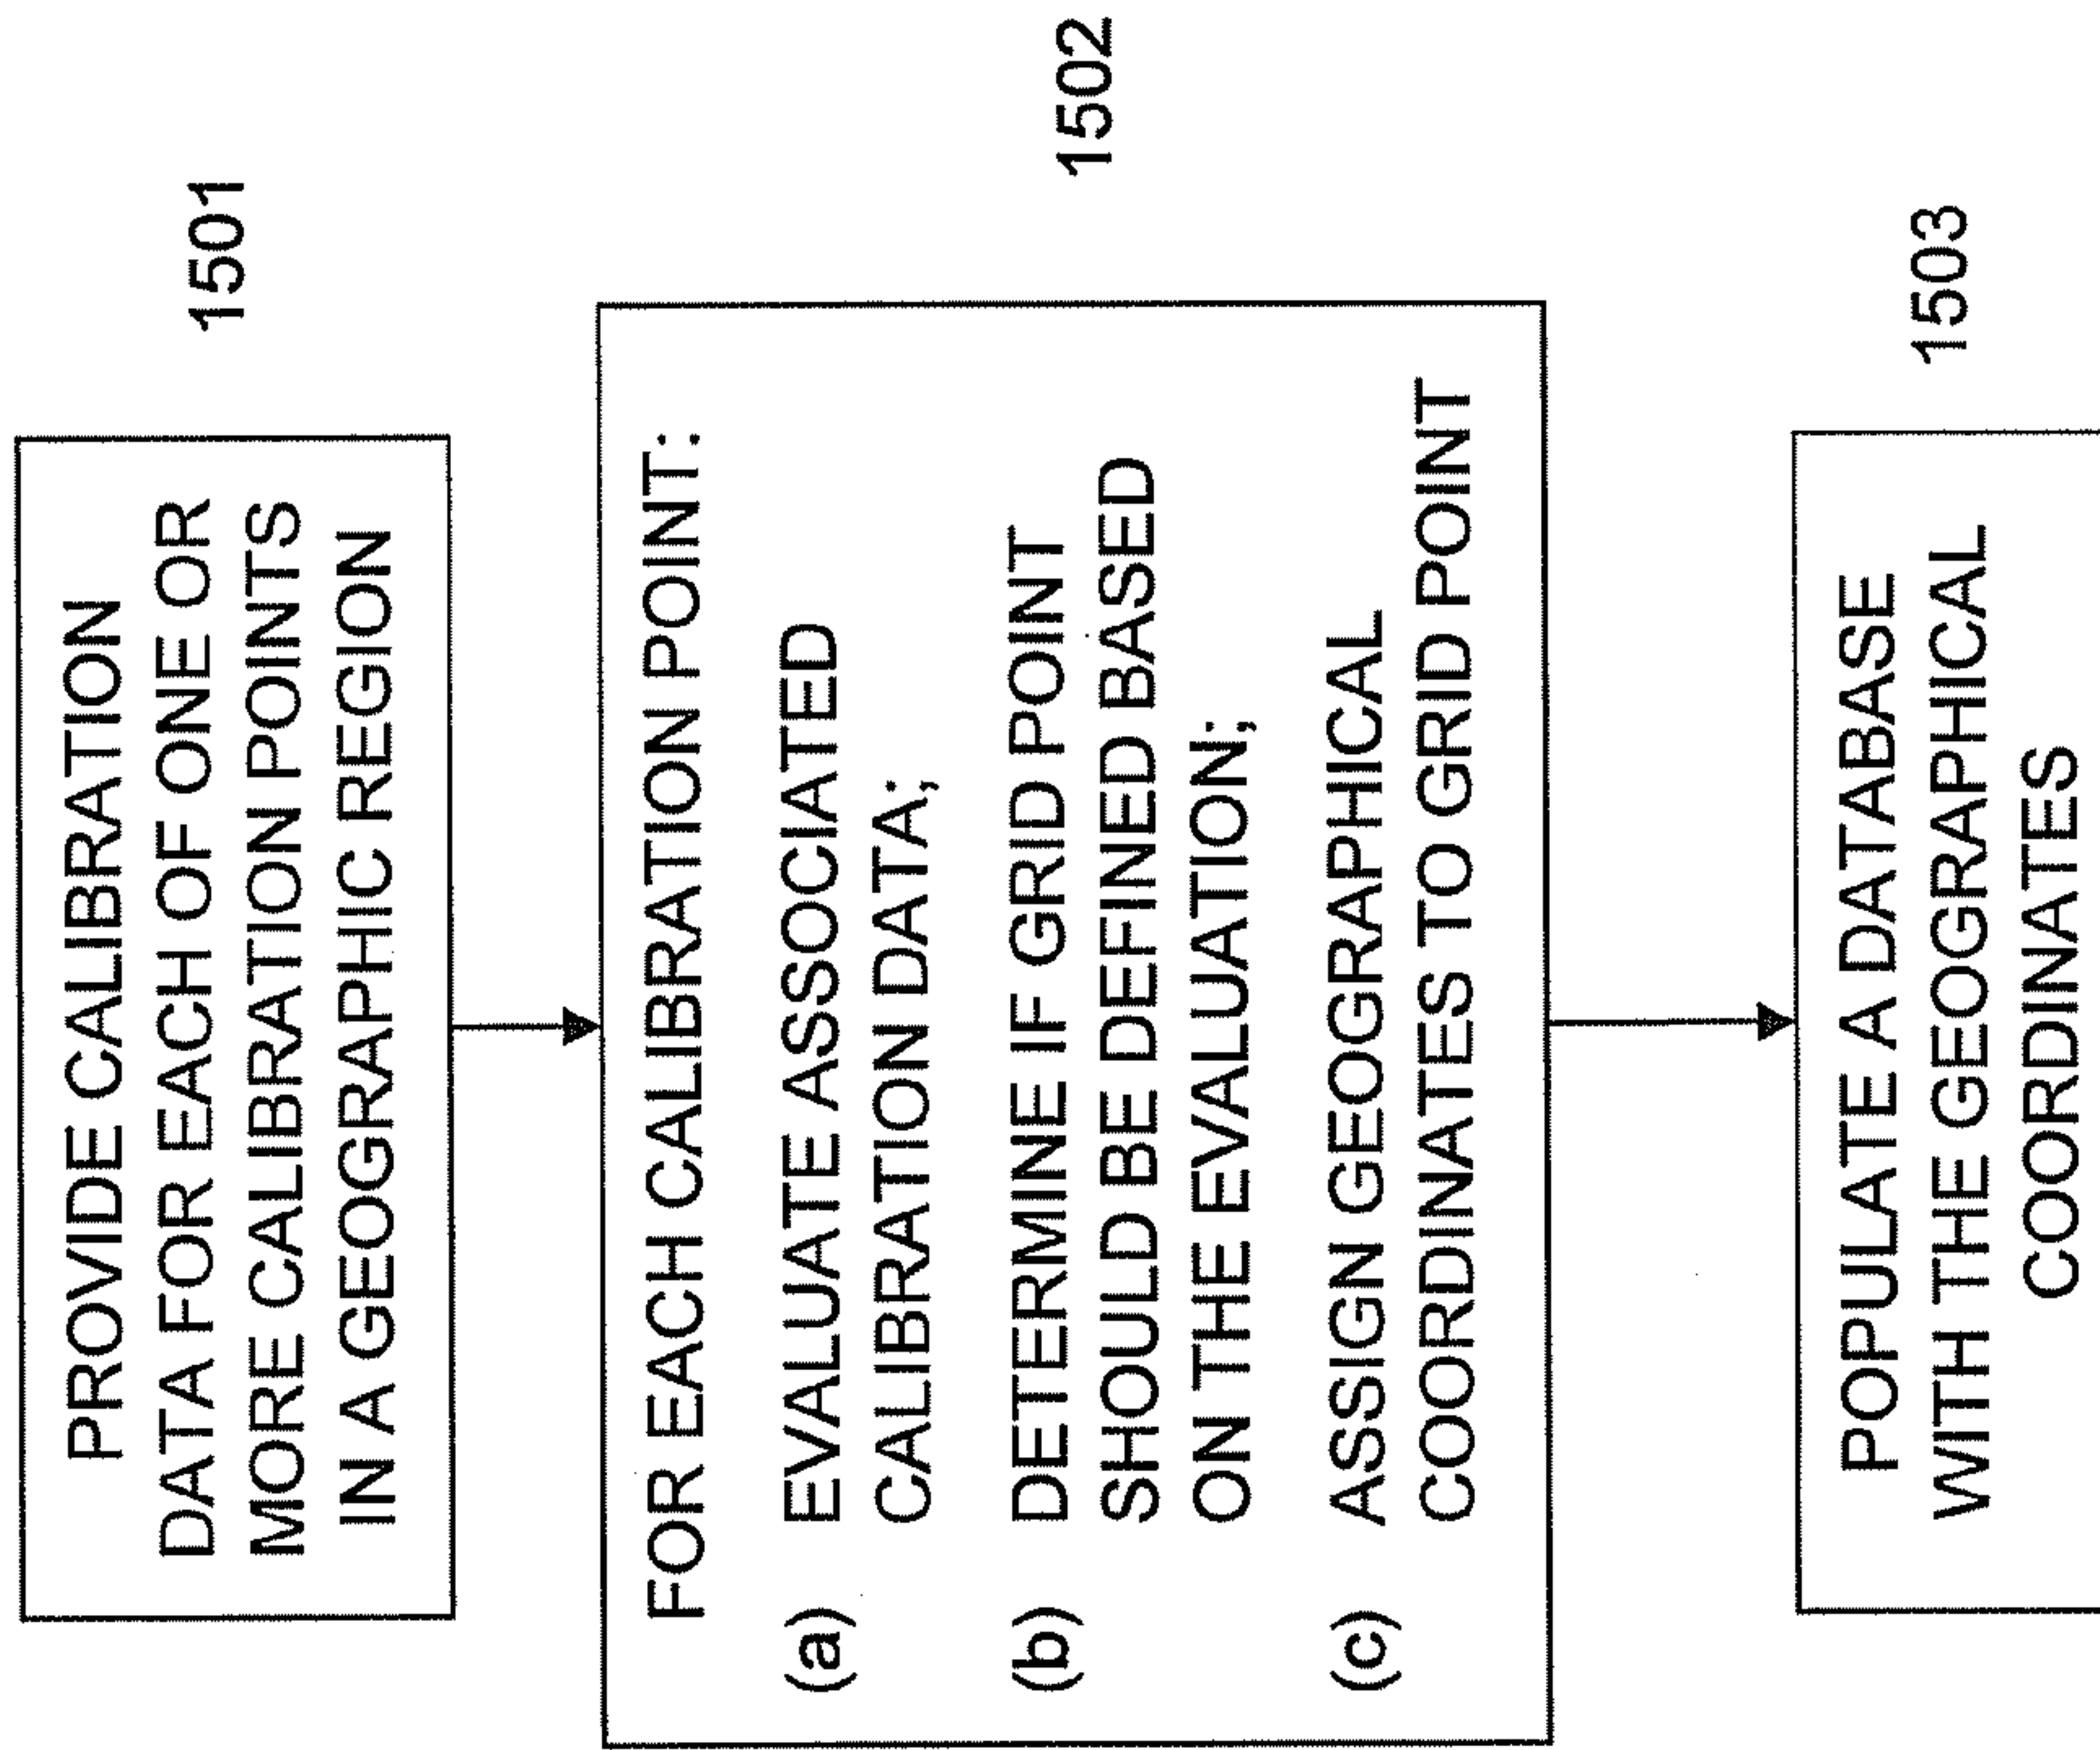 PROVIDE CALIBRATION
DATA FOR EACH OF ONE OR
MORE CALIBRATION POINTS
IN A GEOGRAPHIC REGION
1501
FOR EACH CALIBRATION POINT:
(a) EVALUATE ASSOCIATED
CALIBRATION DATA;
(b) DETERMINE IF GRID POINT
SHOULD BE DEFINED BASED
ON THE EVALUATION;
(c) ASSIGN GEOGRAPHICAL
COORDINATES TO GRID POINT
1502
POPULATE A DATABASE
WITH THE GEOGRAPHICAL
COORDINATES
1503